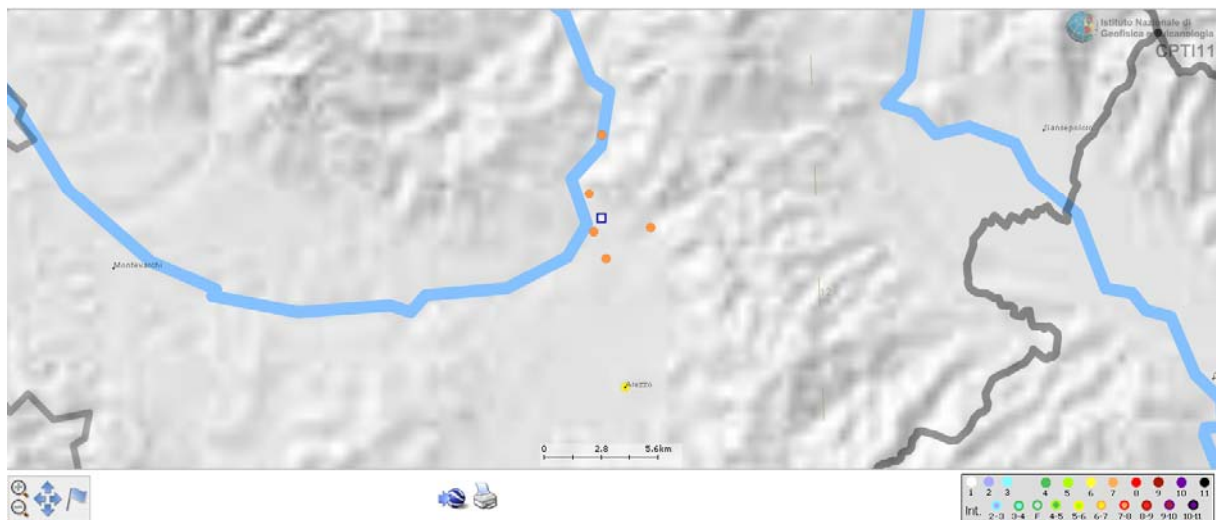 Istituto Nazionale di
Geofisica e Vulcanologia
CPTI11
Sansepolcro
Montevarchi
Arezzo
0 2.8 5.6km
1 2 3 4 5 6 7 8 9 10 11
Int. 2-3 3-4 F 4-5 5-6 6-7 7-8 8-9 9-10 10-11